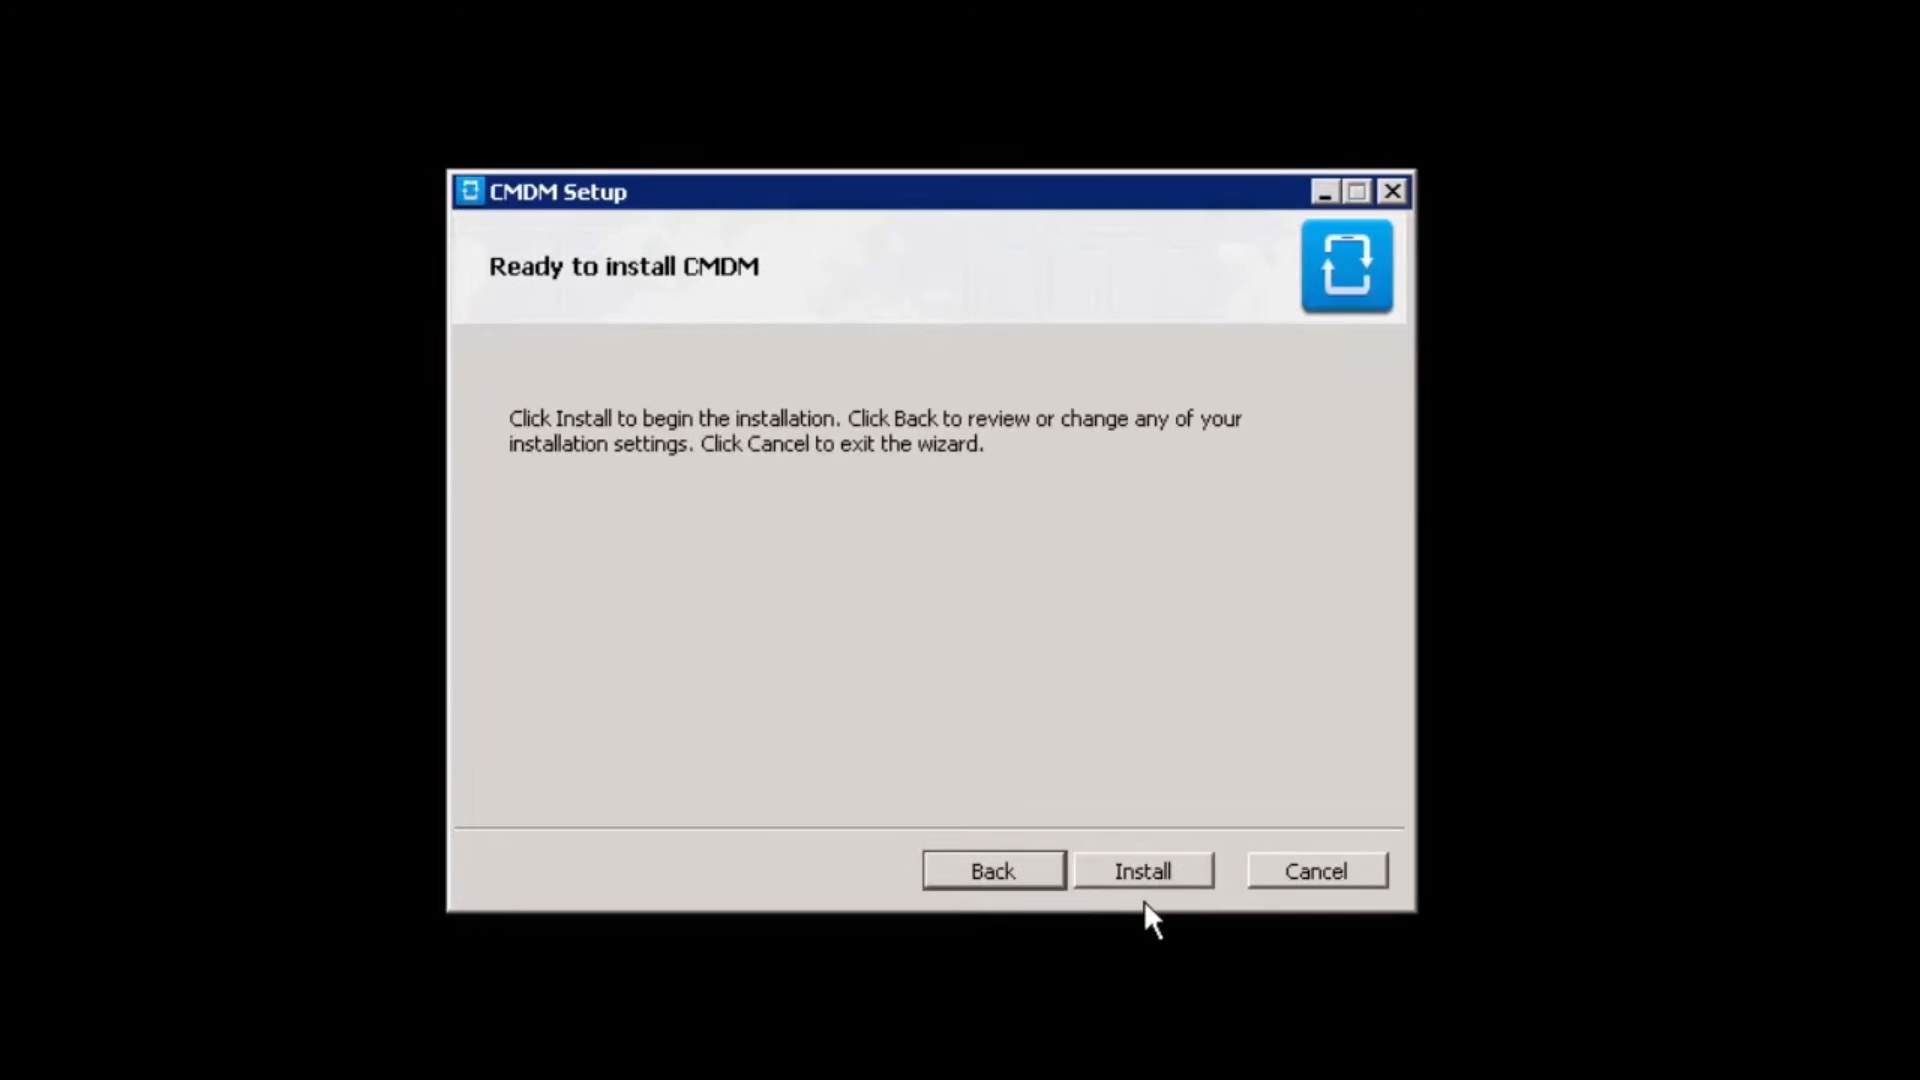 CMDM Setup
Ready to install CMDM
Click Install to begin the installation. Click Back to review or change any of your
installation settings. Click Cancel to exit the wizard.
Back Install Cancel